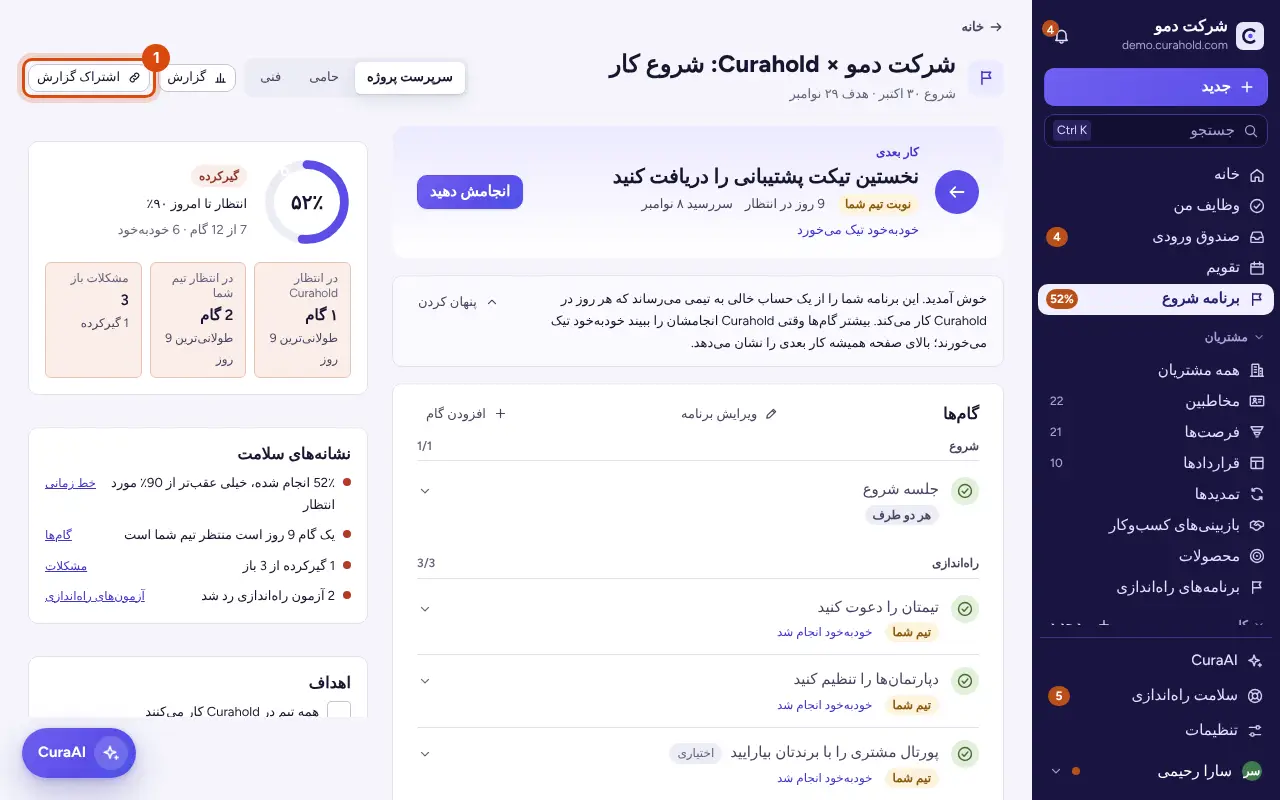 شرکت دمو
demo.curahold.com
4
جدید
جستجو
Ctrl K
خانه
وظایف من
صندوق ورودی
4
تقویم
برنامه شروع
52%
مشتریان
همه مشتریان
مخاطبین
22
فرصت‌ها
21
قراردادها
10
تمدیدها
بازبینی‌های کسب‌وکار
محصولات
برنامه‌های راه‌اندازی
CuraAI
سلامت راه‌اندازی
5
تنظیمات
سر
سارا رحیمی
خانه
شرکت دمو × Curahold: شروع کار
شروع ۳۰ اکتبر · هدف ۲۹ نوامبر
سرپرست پروژه
حامی
فنی
گزارش
اشتراک گزارش
1
کار بعدی
نخستین تیکت پشتیبانی را دریافت کنید
نوبت تیم شما
9 روز در انتظار
سررسید ۸ نوامبر
خودبه‌خود تیک می‌خورد
انجامش دهید
خوش آمدید. این برنامه شما را از یک حساب خالی به تیمی می‌رساند که هر روز در
Curahold کار می‌کند. بیشتر گام‌ها وقتی Curahold انجامشان را ببیند خودبه‌خود تیک
می‌خورند؛ بالای صفحه همیشه کار بعدی را نشان می‌دهد.
پنهان کردن
گام‌ها
ویرایش برنامه
افزودن گام
شروع
1/1
جلسه شروع
هر دو طرف
راه‌اندازی
3/3
تیمتان را دعوت کنید
تیم شما
خودبه‌خود انجام شد
دپارتمان‌ها را تنظیم کنید
تیم شما
خودبه‌خود انجام شد
پورتال مشتری را با برندتان بیارایید
اختیاری
تیم شما
خودبه‌خود انجام شد
۵۲٪
گیرکرده
انتظار تا امروز ۹۰٪
7 از 12 گام · 6 خودبه‌خود
در انتظار
Curahold
۱ گام
طولانی‌ترین 9
روز
در انتظار تیم
شما
2 گام
طولانی‌ترین 9
روز
مشکلات باز
3
1 گیرکرده
نشانه‌های سلامت
52٪ انجام شده، خیلی عقب‌تر از 90٪ مورد
انتظار
خط زمانی
یک گام 9 روز است منتظر تیم شما است
گام‌ها
1 گیرکرده از 3 باز
مشکلات
2 آزمون راه‌اندازی رد شد
آزمون‌های راه‌اندازی
اهداف
همه تیم در Curahold کار می‌کنند
CuraAI